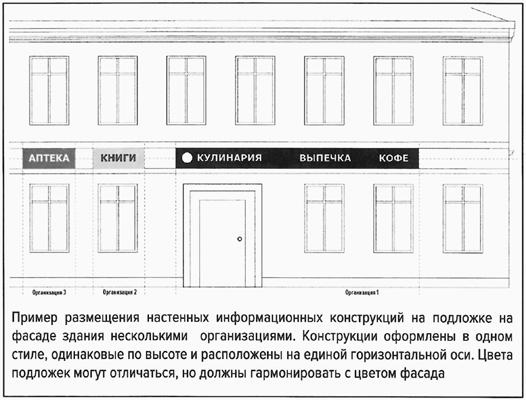 АПТЕКА КНИГИ КУЛИНАРИЯ ВЫПЕЧКА КОФЕ
Организация 3 Организация 2 Организация 1
Пример размещения настенных информационных конструкций на подложке на
фасаде здания несколькими организациями. Конструкции оформлены в одном
стиле, одинаковые по высоте и расположены на единой горизонтальной оси. Цвета
подложек могут отличаться, но должны гармонировать с цветом фасада